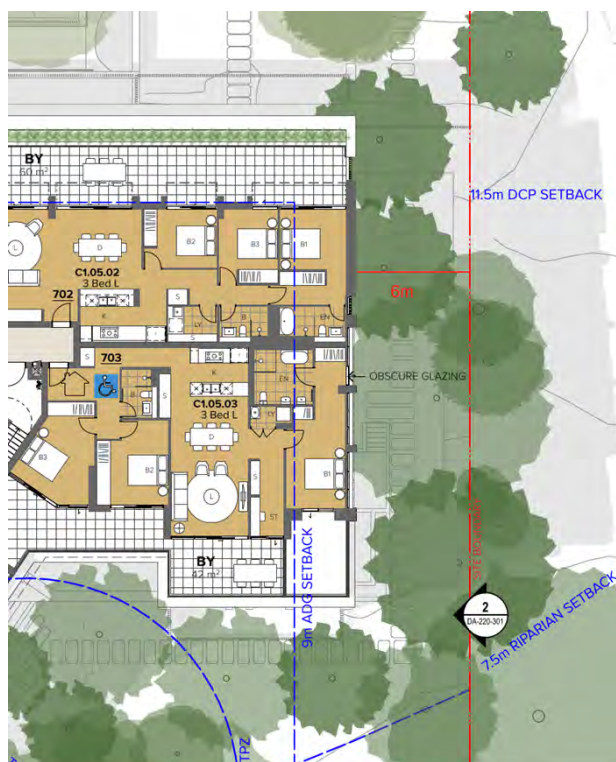 BY
60 m²
11.5m DCP SETBACK
B2
B3
B1
L
D
C1.05.02
3 Bed L
6m
702
K
S
LY
B
EN
S
703
S
K
OBSCURE GLAZING
B
S
EN
C1.05.03
3 Bed L
LY
D
B3
B2
S
B1
L
ST
BY
42 m²
9m ADG SETBACK
SITE BOUNDARY
2
DA-220-301
7.5m RIPARIAN SETBACK
TPZ